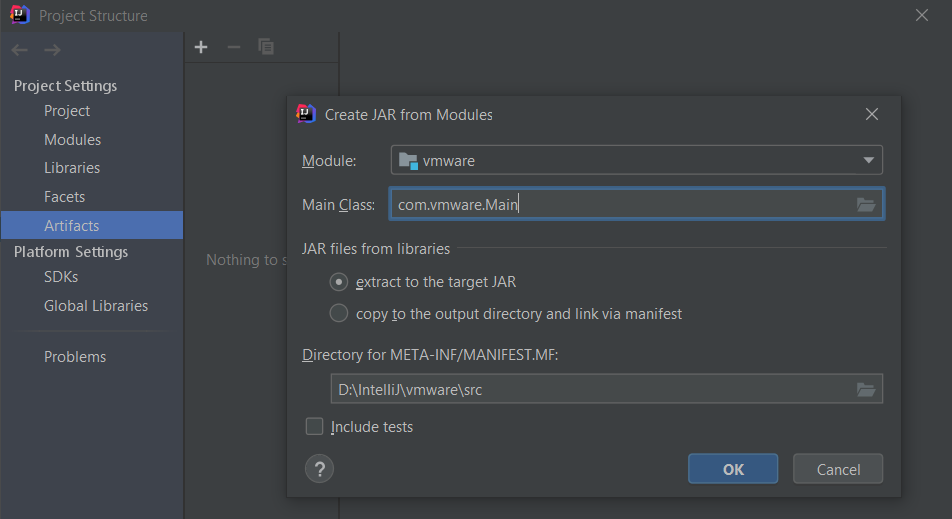 Project Structure
Project Settings
Project
Modules
Libraries
Facets
Artifacts
Platform Settings
SDKs
Global Libraries
Problems
Nothing to s
Create JAR from Modules
Module: vmware
Main Class: com.vmware.Main
JAR files from libraries
extract to the target JAR
copy to the output directory and link via manifest
Directory for META-INF/MANIFEST.MF:
D:\IntelliJ\vmware\src
Include tests
? OK Cancel